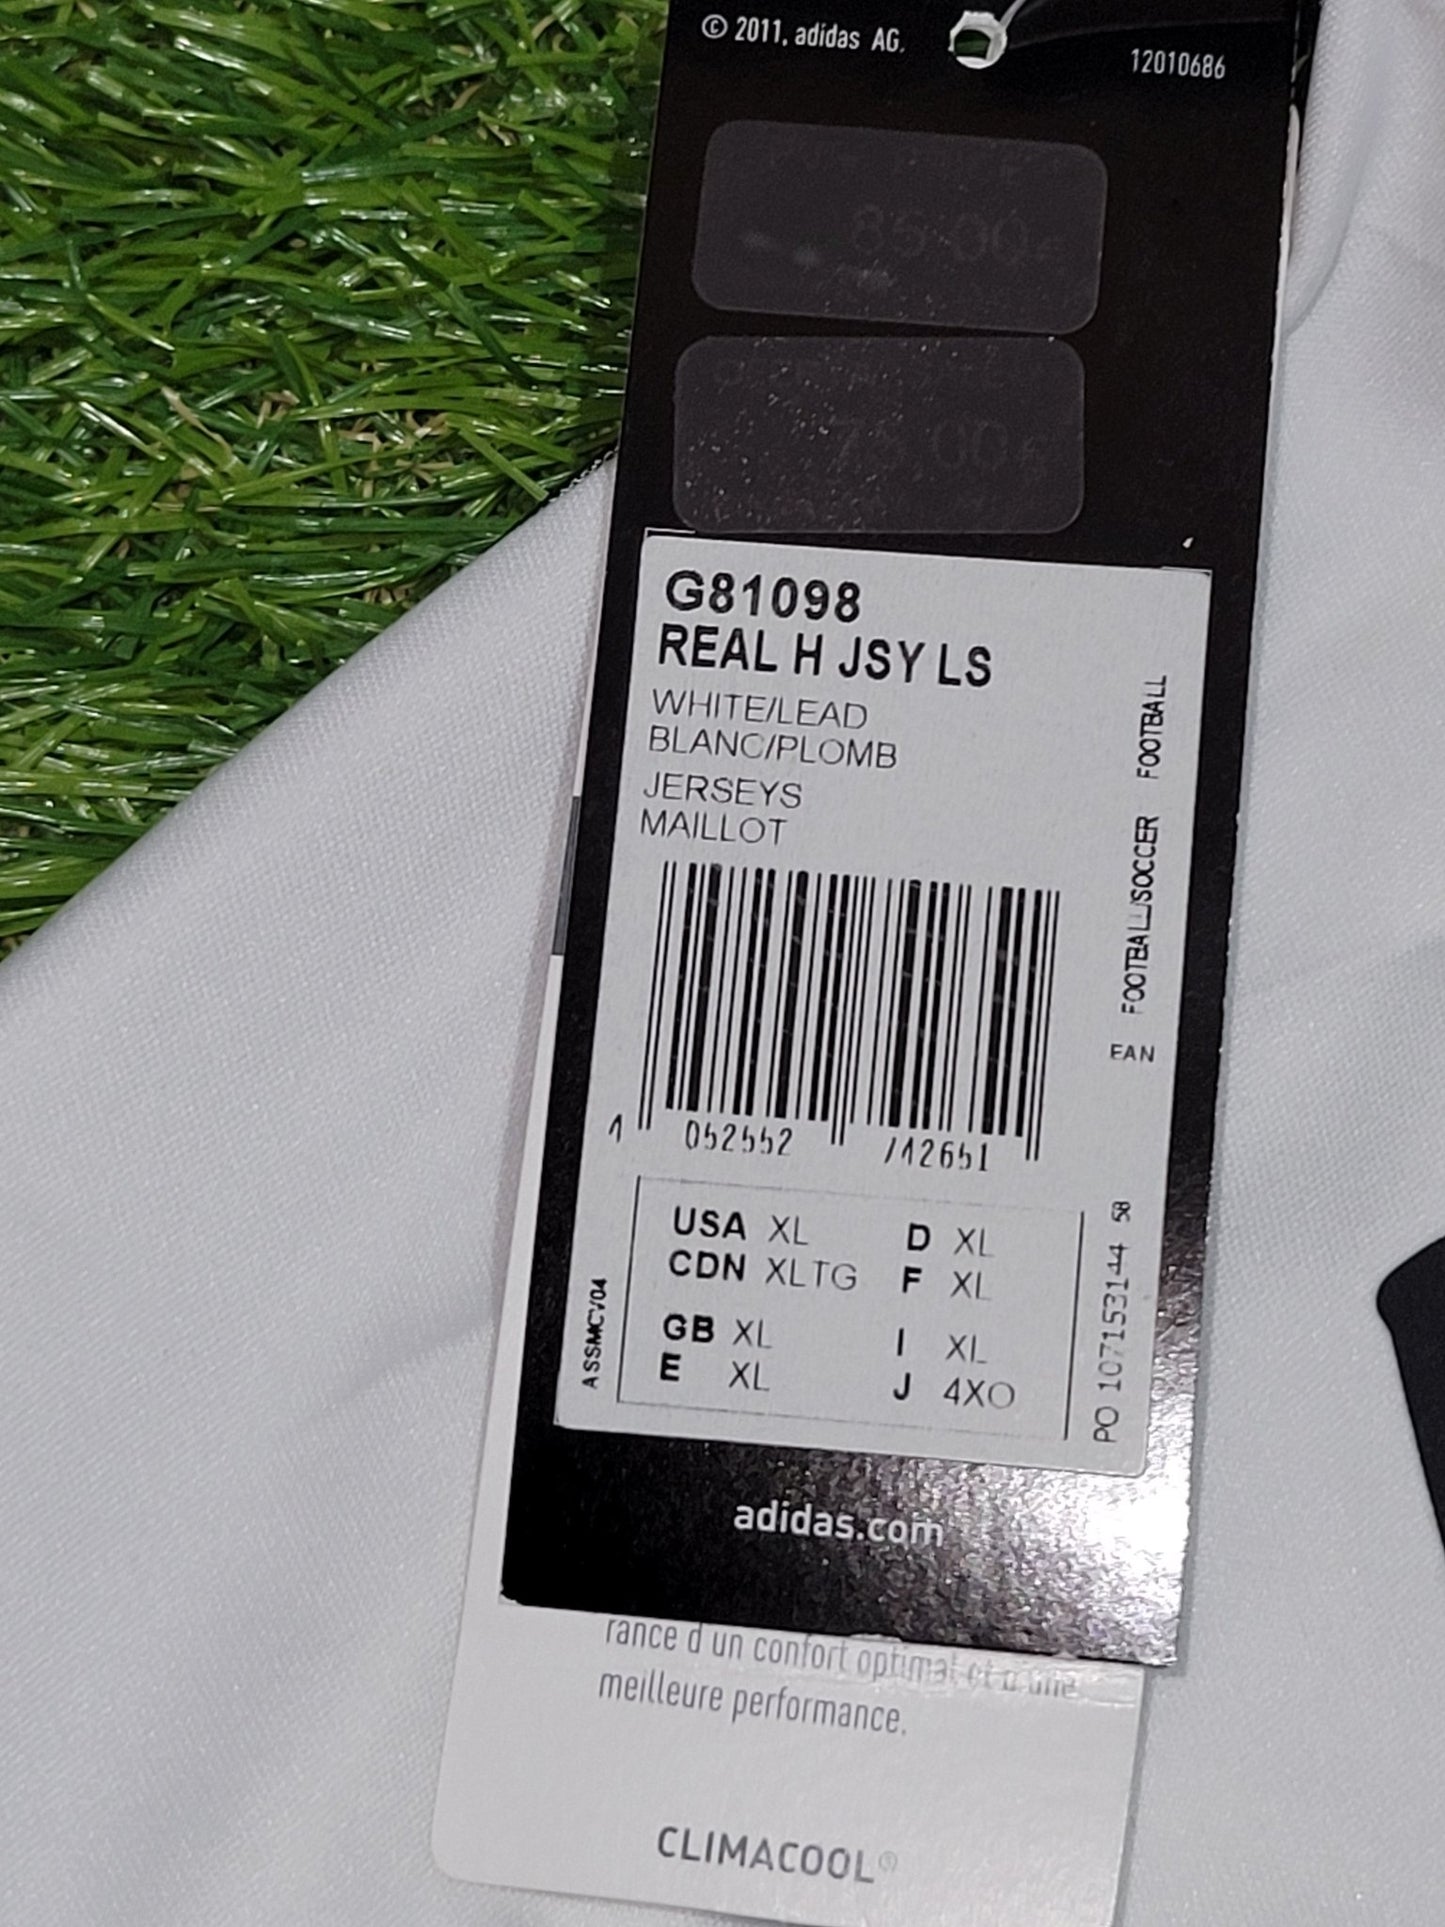 © 2011, adidas AG.
12010686
G81098
REAL H JSY LS
WHITE/LEAD
BLANC/PLOMB
JERSEYS
MAILLOT
FOOTBALL/SOCCER FOOTBALL
EAN
4 052552 742651
USA XL D XL
CDN XLTG F XL
GB XL I XL
E XL J 4XO
ASSMCV04
PO 107153144 58
adidas.com
rance d'un confort optimal et d'une
meilleure performance.
CLIMACOOL®